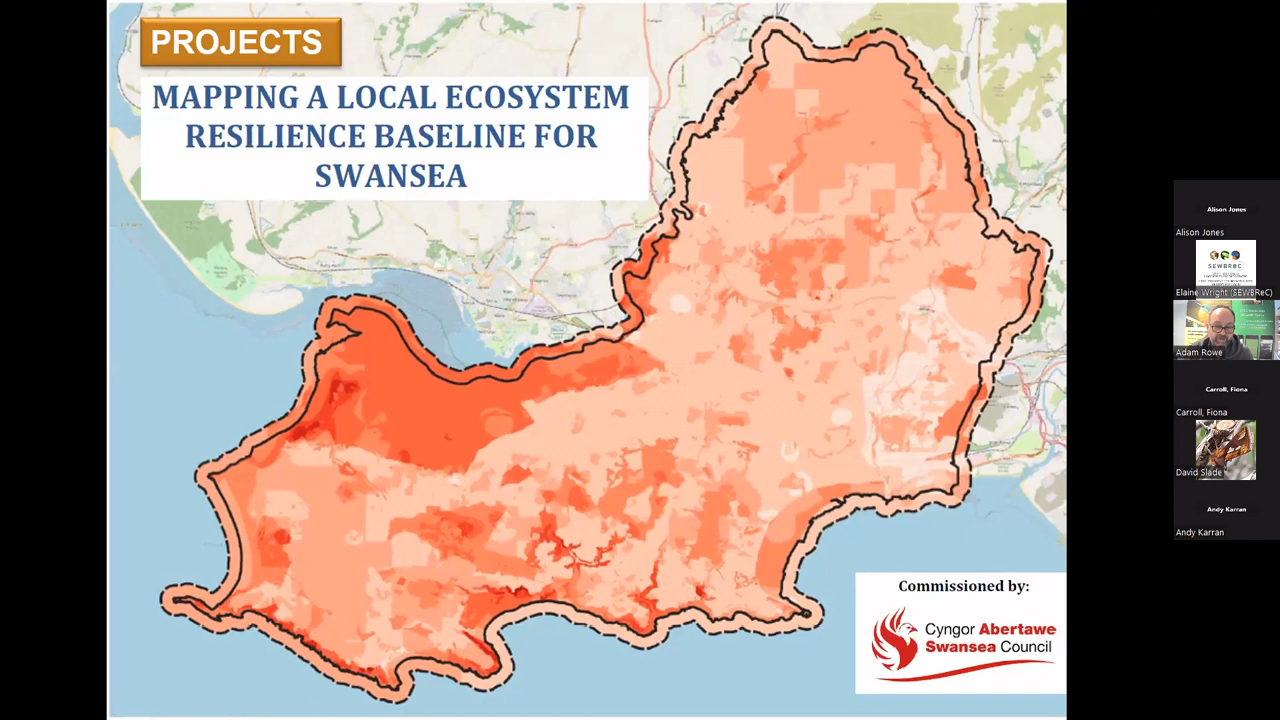 PROJECTS
MAPPING A LOCAL ECOSYSTEM
RESILIENCE BASELINE FOR
SWANSEA
Commissioned by:
Cyngor Abertawe
Swansea Council
Alison Jones
Alison Jones
SEWBReC
Elaine Wright (SEWBReC)
Adam Rowe
Carroll, Fiona
Carroll, Fiona
David Slade
Andy Karran
Andy Karran